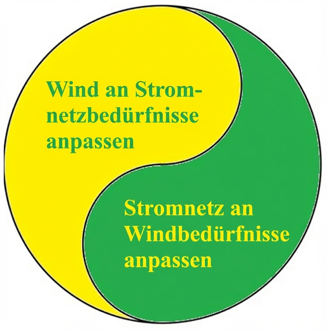 Wind an Strom-
netzbedürfnisse
anpassen
Stromnetz an
Windbedürfnisse
anpassen